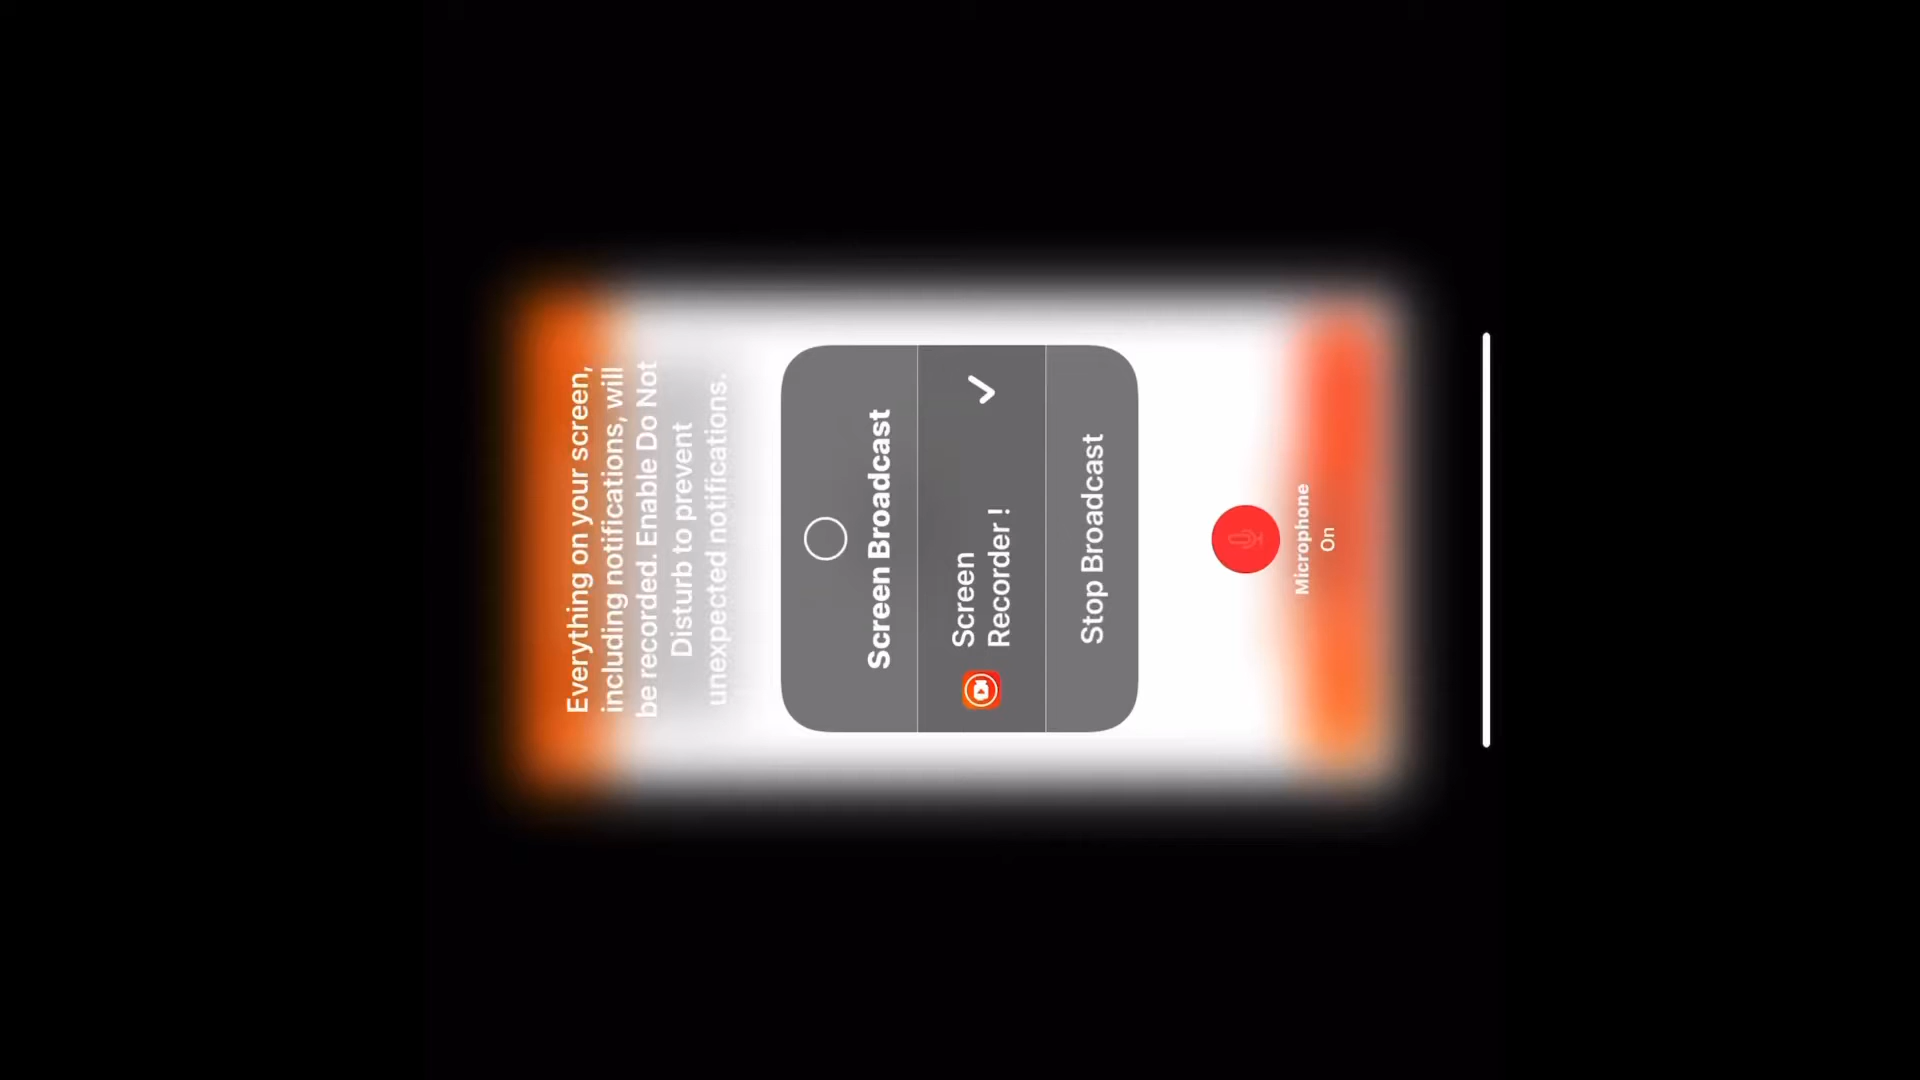 Everything on your screen,
including notifications, will
be recorded. Enable Do Not
Disturb to prevent
unexpected notifications.
Screen Broadcast
Screen
Recorder !
Stop Broadcast
Microphone
On